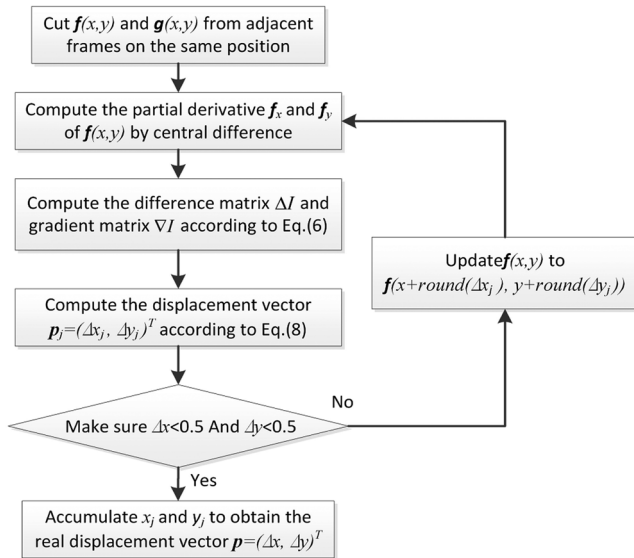 Cut f(x,y) and g(x,y) from adjacent
frames on the same position
Compute the partial derivative fx and fy
of f(x,y) by central difference
Compute the difference matrix ΔI and
gradient matrix ∇I according to Eq.(6)
Updatef(x,y) to
f(x+round(Δxj), y+round(Δyj))
Compute the displacement vector
pj=(Δxj, Δyj)T according to Eq.(8)
No
Make sure Δx<0.5 And Δy<0.5
Yes
Accumulate xj and yj to obtain the
real displacement vector p=(Δx, Δy)T